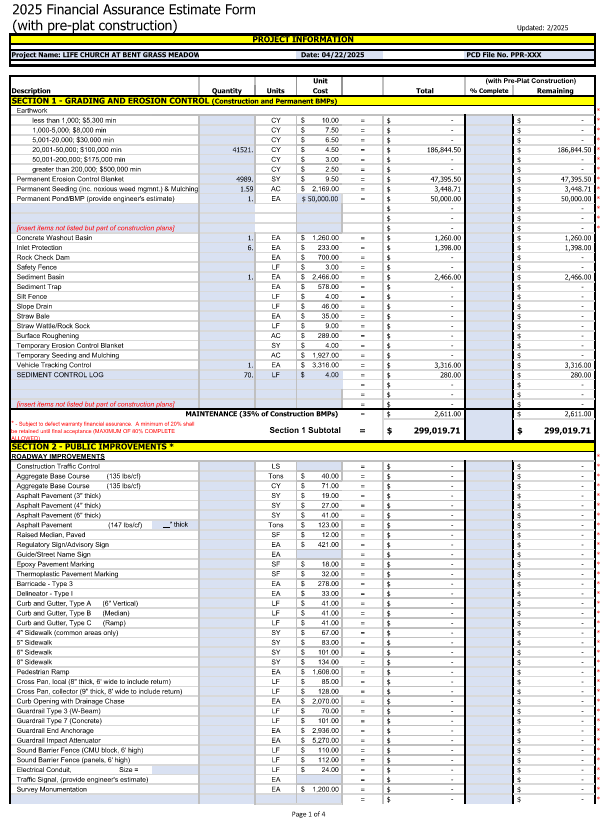 2025 Financial Assurance Estimate Form
(with pre-plat construction) Updated: 2/2025
PROJECT INFORMATION
Project Name: LIFE CHURCH AT BENT GRASS MEADOW Date: 04/22/2025 PCD File No. PPR-XXX
Unit (with Pre-Plat Construction)
Description Quantity Units Cost Total % Complete Remaining
SECTION 1 - GRADING AND EROSION CONTROL (Construction and Permanent BMPs)
Earthwork *
less than 1,000; $5,300 min CY $ 10.00 = $ - $ - *
1,000-5,000; $8,000 min CY $ 7.50 = $ - $ - *
5,001-20,000; $30,000 min CY $ 6.50 = $ - $ - *
20,001-50,000; $100,000 min 41521. CY $ 4.50 = $ 186,844.50 $ 186,844.50 *
50,001-200,000; $175,000 min CY $ 3.00 = $ - $ - *
greater than 200,000; $500,000 min CY $ 2.50 = $ - $ - *
Permanent Erosion Control Blanket 4989. SY $ 9.50 = $ 47,395.50 $ 47,395.50 *
Permanent Seeding (inc. noxious weed mgmnt.) & Mulching 1.59 AC $ 2,169.00 = $ 3,448.71 $ 3,448.71 *
Permanent Pond/BMP (provide engineer's estimate) 1. EA $ 50,000.00 = $ 50,000.00 $ 50,000.00 *
= $ - $ - *
= $ - $ - *
[insert items not listed but part of construction plans] = $ - $ - *
Concrete Washout Basin 1. EA $ 1,260.00 = $ 1,260.00 $ 1,260.00
Inlet Protection 6. EA $ 233.00 = $ 1,398.00 $ 1,398.00
Rock Check Dam EA $ 700.00 = $ - $ -
Safety Fence LF $ 3.00 = $ - $ -
Sediment Basin 1. EA $ 2,466.00 = $ 2,466.00 $ 2,466.00
Sediment Trap EA $ 578.00 = $ - $ -
Silt Fence LF $ 4.00 = $ - $ -
Slope Drain LF $ 46.00 = $ - $ -
Straw Bale EA $ 35.00 = $ - $ -
Straw Wattle/Rock Sock LF $ 9.00 = $ - $ -
Surface Roughening AC $ 289.00 = $ - $ -
Temporary Erosion Control Blanket SY $ 4.00 = $ - $ -
Temporary Seeding and Mulching AC $ 1,927.00 = $ - $ -
Vehicle Tracking Control 1. EA $ 3,316.00 = $ 3,316.00 $ 3,316.00
SEDIMENT CONTROL LOG 70. LF $ 4.00 = $ 280.00 $ 280.00
= $ - $ -
= $ - $ -
[insert items not listed but part of construction plans] = $ - $ -
MAINTENANCE (35% of Construction BMPs) = $ 2,611.00 $ 2,611.00
* - Subject to defect warranty financial assurance. A minimum of 20% shall
be retained until final acceptance (MAXIMUM OF 80% COMPLETE
ALLOWED)
Section 1 Subtotal = $ 299,019.71 $ 299,019.71
SECTION 2 - PUBLIC IMPROVEMENTS *
ROADWAY IMPROVEMENTS *
Construction Traffic Control LS = $ - $ - *
Aggregate Base Course (135 lbs/cf) Tons $ 40.00 = $ - $ - *
Aggregate Base Course (135 lbs/cf) CY $ 71.00 = $ - $ - *
Asphalt Pavement (3" thick) SY $ 19.00 = $ - $ - *
Asphalt Pavement (4" thick) SY $ 27.00 = $ - $ - *
Asphalt Pavement (6" thick) SY $ 41.00 = $ - $ - *
Asphalt Pavement (147 lbs/cf) __" thick Tons $ 123.00 = $ - $ - *
Raised Median, Paved SF $ 12.00 = $ - $ - *
Regulatory Sign/Advisory Sign EA $ 421.00 = $ - $ - *
Guide/Street Name Sign EA = $ - $ - *
Epoxy Pavement Marking SF $ 18.00 = $ - $ - *
Thermoplastic Pavement Marking SF $ 32.00 = $ - $ - *
Barricade - Type 3 EA $ 278.00 = $ - $ - *
Delineator - Type I EA $ 33.00 = $ - $ - *
Curb and Gutter, Type A (6" Vertical) LF $ 41.00 = $ - $ - *
Curb and Gutter, Type B (Median) LF $ 41.00 = $ - $ - *
Curb and Gutter, Type C (Ramp) LF $ 41.00 = $ - $ - *
4" Sidewalk (common areas only) SY $ 67.00 = $ - $ - *
5" Sidewalk SY $ 83.00 = $ - $ - *
6" Sidewalk SY $ 101.00 = $ - $ - *
8" Sidewalk SY $ 134.00 = $ - $ - *
Pedestrian Ramp EA $ 1,608.00 = $ - $ - *
Cross Pan, local (8" thick, 6' wide to include return) LF $ 85.00 = $ - $ - *
Cross Pan, collector (9" thick, 8' wide to include return) LF $ 128.00 = $ - $ - *
Curb Opening with Drainage Chase EA $ 2,070.00 = $ - $ - *
Guardrail Type 3 (W-Beam) LF $ 70.00 = $ - $ - *
Guardrail Type 7 (Concrete) LF $ 101.00 = $ - $ - *
Guardrail End Anchorage EA $ 2,936.00 = $ - $ - *
Guardrail Impact Attenuator EA $ 5,270.00 = $ - $ - *
Sound Barrier Fence (CMU block, 6' high) LF $ 110.00 = $ - $ - *
Sound Barrier Fence (panels, 6' high) LF $ 112.00 = $ - $ - *
Electrical Conduit, Size = LF $ 24.00 = $ - $ - *
Traffic Signal, (provide engineer's estimate) EA = $ - $ - *
Survey Monumentation EA $ 1,200.00 = $ - $ - *
= $ - $ - *
Page 1 of 4